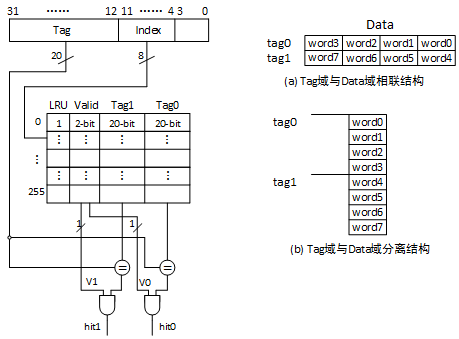 31 ...... 12 11 ...... 4 3 0
Tag Index
20 8
LRU Valid Tag1 Tag0
0 1 2-bit 20-bit 20-bit
⋮ ⋮ ⋮ ⋮
⋮
⋮ ⋮ ⋮ ⋮
255
1 1
= =
V1 V0
hit1 hit0
Data
tag0 word3 word2 word1 word0
tag1 word7 word6 word5 word4
(a) Tag域与Data域相联结构
tag0 word0
word1
word2
word3
tag1 word4
word5
word6
word7
(b) Tag域与Data域分离结构